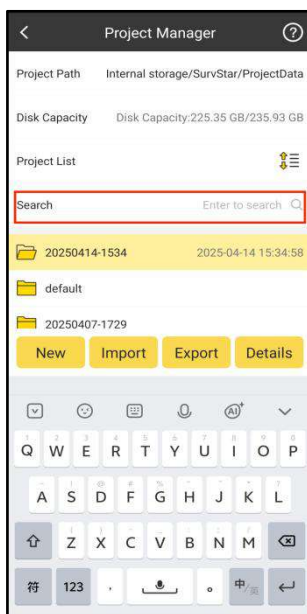 Project Manager
Project Path Internal storage/SurvStar/ProjectData
Disk Capacity Disk Capacity:225.35 GB/235.93 GB
Project List
Search Enter to search
20250414-1534 2025-04-14 15:34:58
default
20250407-1729
New Import Export Details
AI+
Q W E R T Y U I O P
A S D F G H J K L
Z X C V B N M
符 123 , 。 中/英